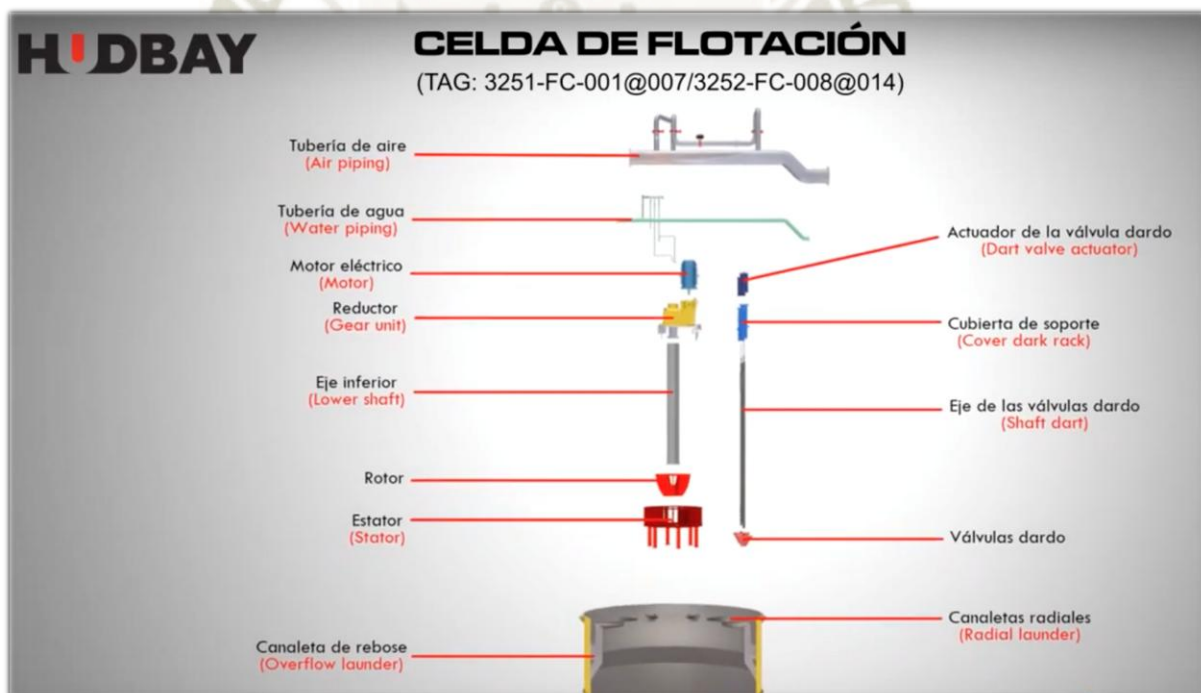 HUDBAY
CELDA DE FLOTACIÓN
(TAG: 3251-FC-001@007/3252-FC-008@014)
Tubería de aire
(Air piping)
Tubería de agua
(Water piping)
Motor eléctrico
(Motor)
Reductor
(Gear unit)
Eje inferior
(Lower shaft)
Rotor
Estator
(Stator)
Canaleta de rebose
(Overflow launder)
Actuador de la válvula dardo
(Dart valve actuator)
Cubierta de soporte
(Cover dark rack)
Eje de las válvulas dardo
(Shaft dart)
Válvulas dardo
Canaletas radiales
(Radial launder)